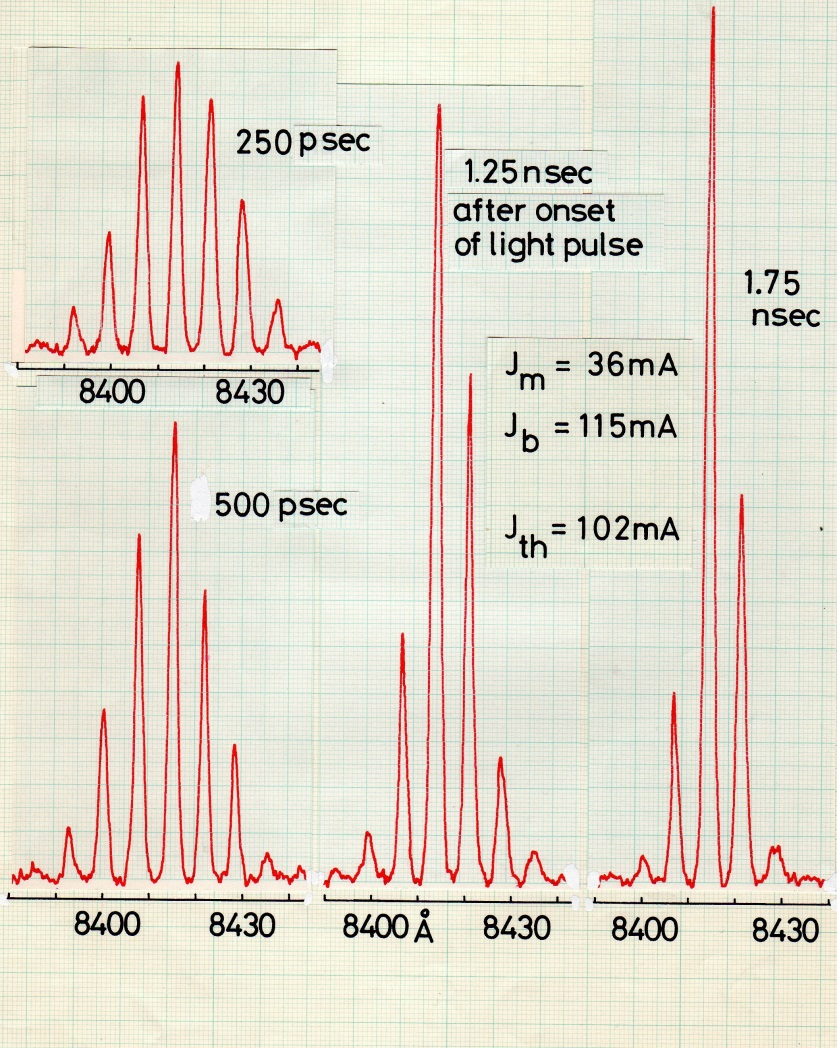 250 psec
8400 8430
500 psec
8400 8430
1.25 nsec
after onset
of light pulse
Jm = 36mA
Jb = 115mA
Jth = 102mA
8400 Å 8430
1.75
nsec
8400 8430